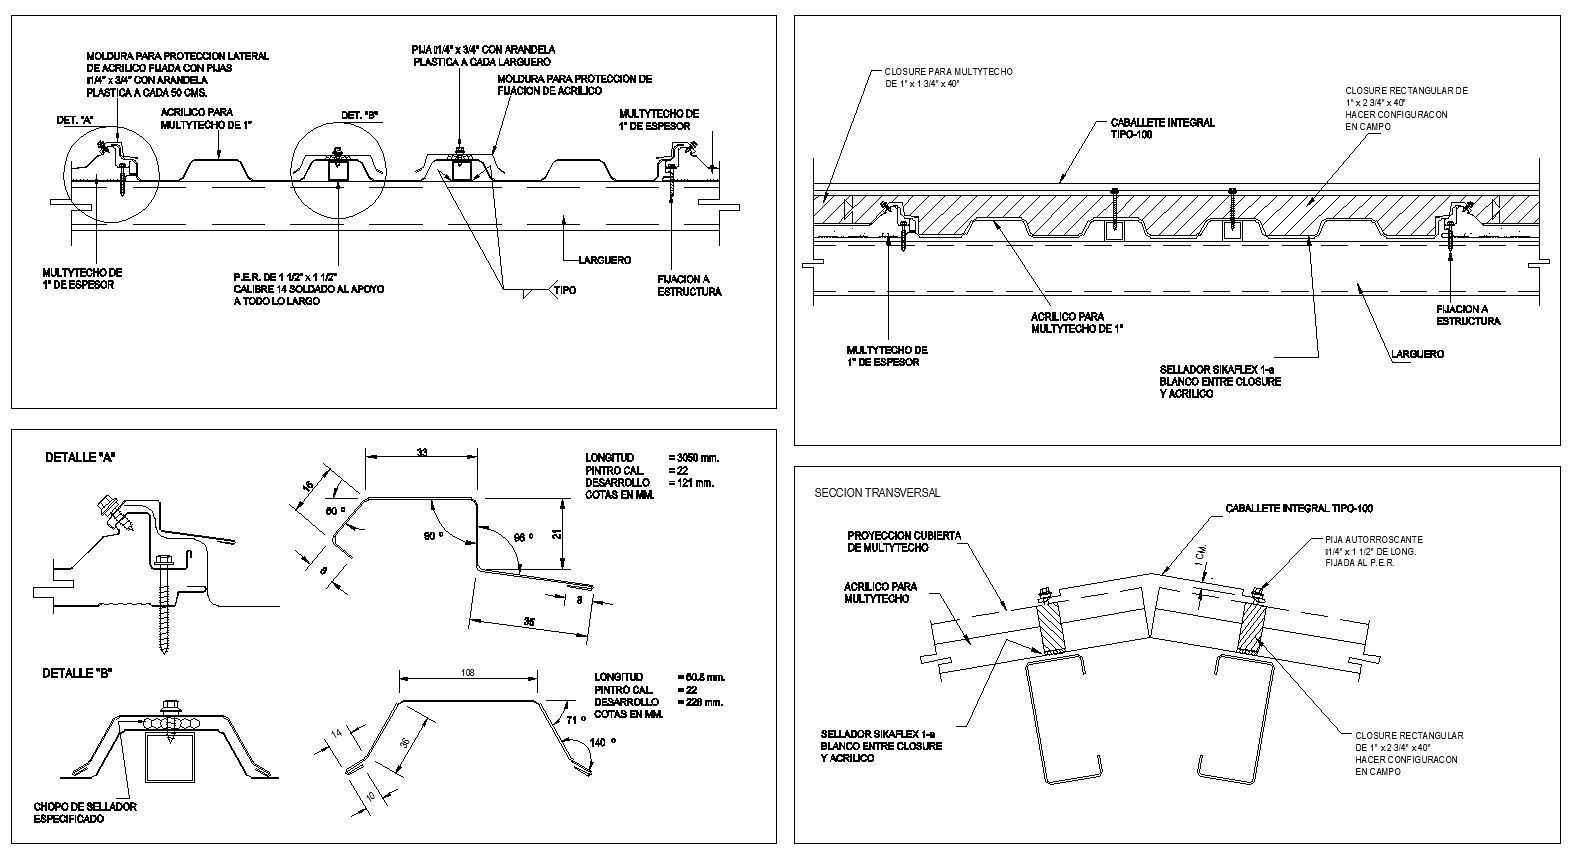 MOLDURA PARA PROTECCION LATERAL
DE ACRILICO FIJADA CON PIJAS
1/4" x 3/4" CON ARANDELA
PLASTICA A CADA 50 CMS.
DET. "A"
ACRILICO PARA
MULTYTECHO DE 1"
DET. "B"
PIJA 1/4" x 3/4" CON ARANDELA
PLASTICA A CADA LARGUERO
MOLDURA PARA PROTECCION DE
FIJACION DE ACRILICO
MULTYTECHO DE
1" DE ESPESOR
MULTYTECHO DE
1" DE ESPESOR
P.E.R. DE 1 1/2" x 1 1/2"
CALIBRE 14 SOLDADO AL APOYO
A TODO LO LARGO
TIPO
LARGUERO
FIJACION A
ESTRUCTURA
CLOSURE PARA MULTYTECHO
DE 1" x 1 3/4" x 40"
CABALLETE INTEGRAL
TIPO-100
CLOSURE RECTANGULAR DE
1" x 2 3/4" x 40"
HACER CONFIGURACON
EN CAMPO
MULTYTECHO DE
1" DE ESPESOR
ACRILICO PARA
MULTYTECHO DE 1"
SELLADOR SIKAFLEX 1-a
BLANCO ENTRE CLOSURE
Y ACRILICO
LARGUERO
FIJACION A
ESTRUCTURA
DETALLE "A"
33
16
60 °
90 °
96 °
21
8
8
35
LONGITUD = 3050 mm.
PINTRO CAL. = 22
DESARROLLO = 121 mm.
COTAS EN MM.
DETALLE "B"
CHOPO DE SELLADOR
ESPECIFICADO
108
14
36
10
71 °
140 °
LONGITUD = 60.8 mm.
PINTRO CAL. = 22
DESARROLLO = 228 mm.
COTAS EN MM.
SECCION TRANSVERSAL
PROYECCION CUBIERTA
DE MULTYTECHO
ACRILICO PARA
MULTYTECHO
CABALLETE INTEGRAL TIPO-100
1 CM.
PIJA AUTORROSCANTE
1/4" x 1 1/2" DE LONG.
FIJADA AL P.E.R.
SELLADOR SIKAFLEX 1-a
BLANCO ENTRE CLOSURE
Y ACRILICO
CLOSURE RECTANGULAR
DE 1" x 2 3/4" x 40"
HACER CONFIGURACON
EN CAMPO